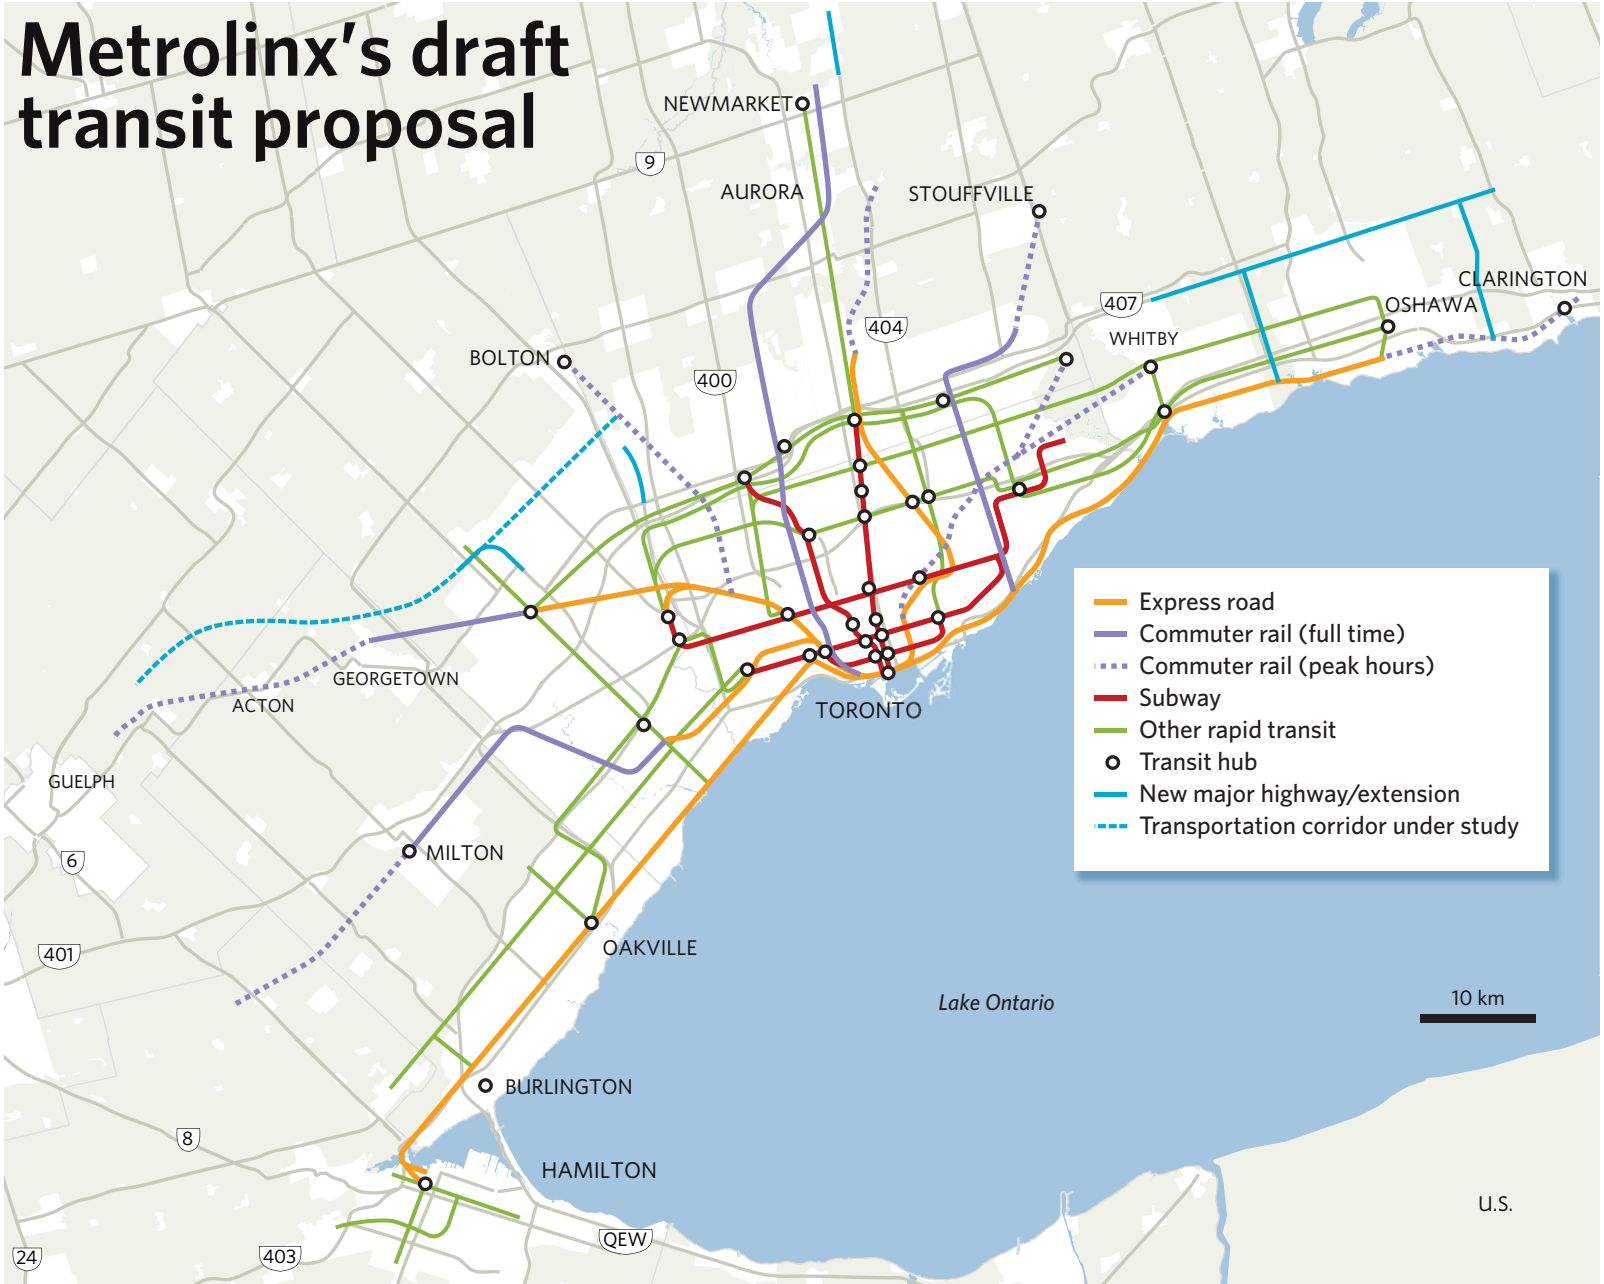 Metrolinx's draft
transit proposal
NEWMARKET
9
AURORA
STOUFFVILLE
CLARINGTON
407
OSHAWA
404
WHITBY
BOLTON
400
Express road
Commuter rail (full time)
Commuter rail (peak hours)
Subway
Other rapid transit
Transit hub
New major highway/extension
Transportation corridor under study
GEORGETOWN
ACTON
TORONTO
GUELPH
MILTON
6
OAKVILLE
401
Lake Ontario
10 km
BURLINGTON
8
HAMILTON
U.S.
QEW
24
403